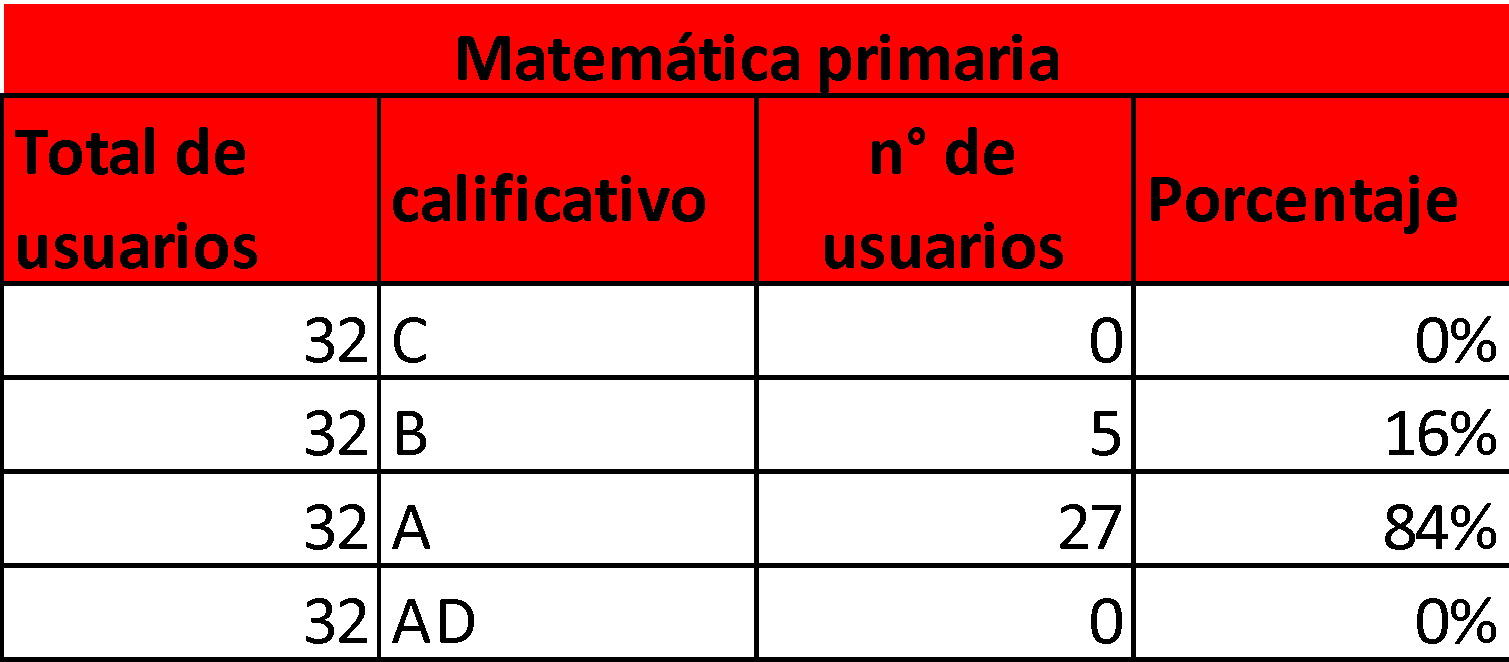 Matemática primaria
Total de usuarios calificativo n° de usuarios Porcentaje
32 C 0 0%
32 B 5 16%
32 A 27 84%
32 AD 0 0%